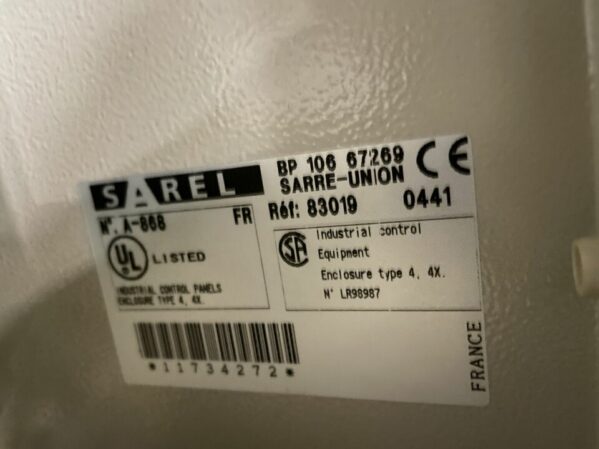 SAREL
BP 106 67269
SARRE-UNION
CE
N°. A-868
FR
Réf: 83019
0441
UL
LISTED
INDUSTRIAL CONTROL PANELS
ENCLOSURE TYPE 4, 4X.
SA
Industrial control
Equipment
Enclosure type 4, 4X.
N° LR98987
*11734272*
FRANCE